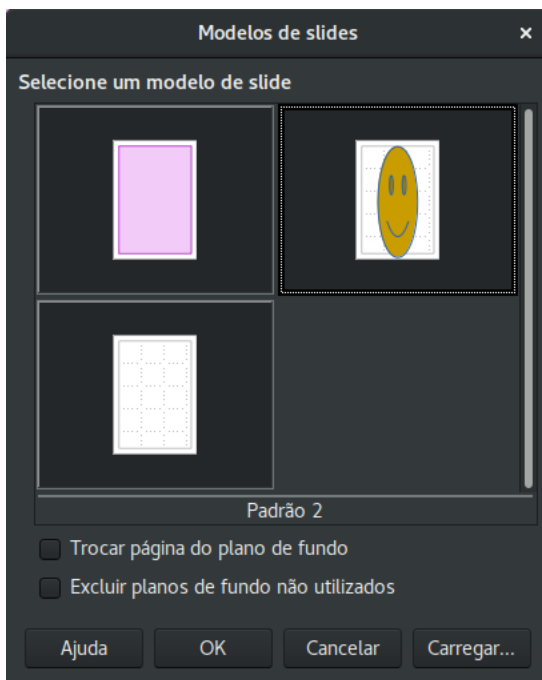 Modelos de slides ×
Selecione um modelo de slide
Padrão 2
Trocar página do plano de fundo
Excluir planos de fundo não utilizados
Ajuda OK Cancelar Carregar...